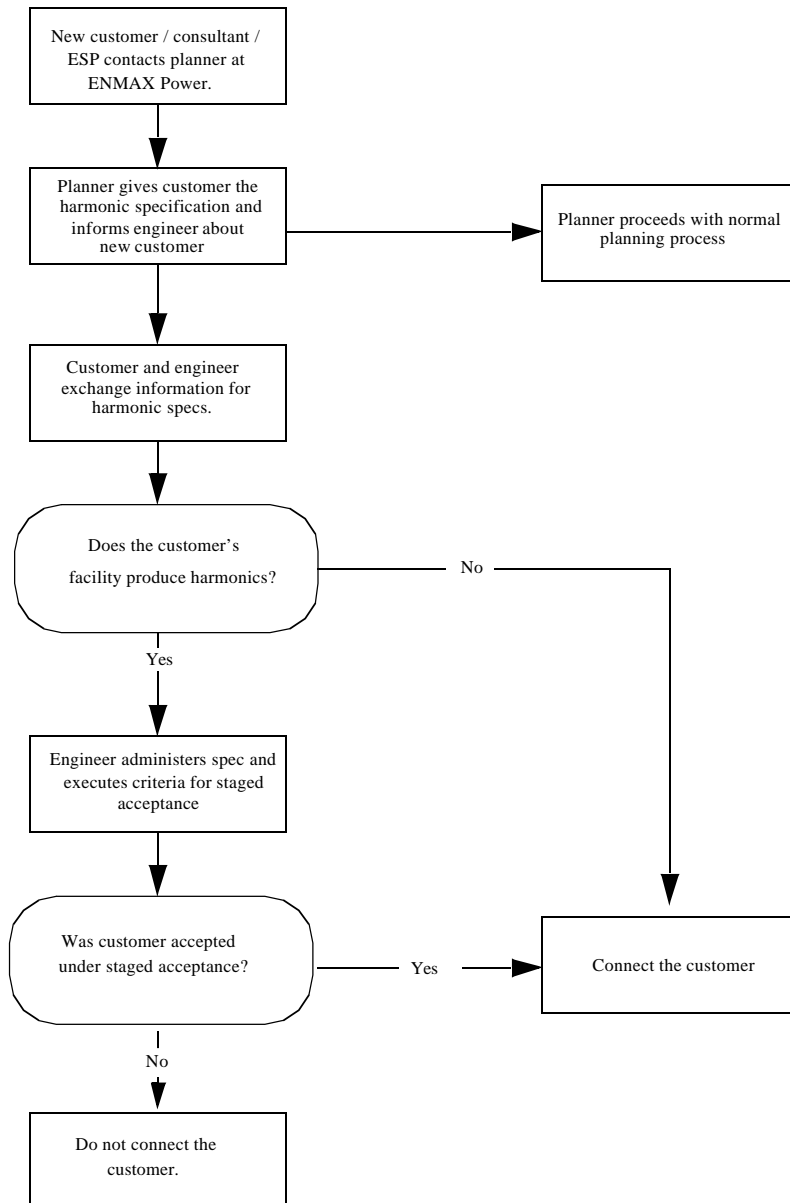 New customer / consultant /
ESP contacts planner at
ENMAX Power.
Planner gives customer the
harmonic specification and
informs engineer about
new customer
Planner proceeds with normal
planning process
Customer and engineer
exchange information for
harmonic specs.
Does the customer’s
facility produce harmonics?
No
Yes
Engineer administers spec and
executes criteria for staged
acceptance
Was customer accepted
under staged acceptance?
Yes
Connect the customer
No
Do not connect the
customer.